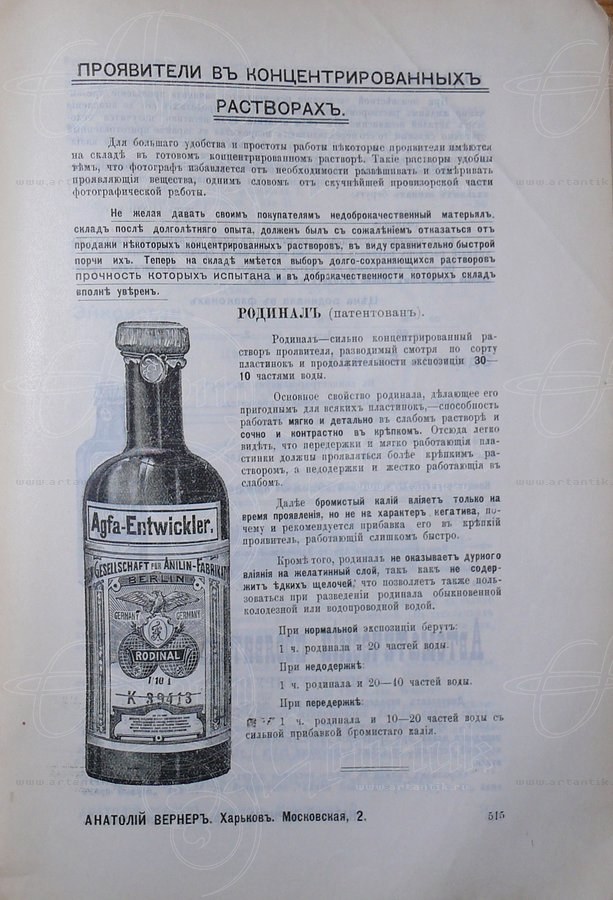 ПРОЯВИТЕЛИ ВЪ КОНЦЕНТРИРОВАННЫХЪ
РАСТВОРАХЪ.
Для большаго удобства и простоты работы нѣкоторые проявители имѣются
на складѣ въ готовомъ концентрированномъ растворѣ. Такіе растворы удобны
тѣмъ, что фотографъ избавляется отъ необходимости развѣшивать и отмѣривать
проявляющія вещества, однимъ словомъ отъ скучнѣйшей провизорской части
фотографической работы.
Не желая давать своимъ покупателямъ недоброкачественный матерьялъ,
складъ послѣ долголѣтняго опыта, долженъ былъ съ сожалѣніемъ отказаться отъ
продажи нѣкоторыхъ концентрированныхъ растворовъ, въ виду сравнительно быстрой
порчи ихъ. Теперь на складѣ имѣется выборъ долго-сохраняющихся растворовъ
прочность которыхъ испытана и въ доброкачественности которыхъ складъ
вполнѣ увѣренъ.
РОДИНАЛЪ (патентованъ).
Родиналъ—сильно концентрированный ра-
створъ проявителя, разводимый смотря по сорту
пластинокъ и продолжительности экспозиціи 30—
10 частями воды.
Основное свойство родинала, дѣлающее его
пригоднымъ для всякихъ пластинокъ,—способность
работать мягко и детально въ слабомъ растворѣ и
сочно и контрастно въ крѣпкомъ. Отсюда легко
видѣть, что передержки и мягко работающія пла-
стинки должны проявляться болѣе крѣпкимъ ра-
створомъ, а недодержки и жестко работающія въ
слабомъ.
Далѣе бромистый калій вліяетъ только на
время проявленія, но не на характеръ негатива, по-
чему и рекомендуется прибавка его въ крѣпкій
проявитель, работающій слишкомъ быстро.
Кромѣ того, родиналъ не оказываетъ дурного
вліянія на желатинный слой, такъ какъ не содер-
житъ ѣдкихъ щелочей, что позволяетъ также поль-
зоваться при разведеніи родинала обыкновенной
колодезной или водопроводной водой.
При нормальной экспозиціи берутъ:
1 ч. родинала и 20 частей воды.
При недодержкѣ:
1 ч. родинала и 20—40 частей воды.
При передержкѣ:
1 ч. родинала и 10—20 частей воды съ
сильной прибавкой бромистаго калія.
Agfa-Entwickler.
GESELLSCHAFT FÜR ANILIN-FABRIKAT
BERLIN
GERMANY GERMANY
RODINAL
K 39413
АНАТОЛІЙ ВЕРНЕРЪ. Харьковъ. Московская, 2.
515